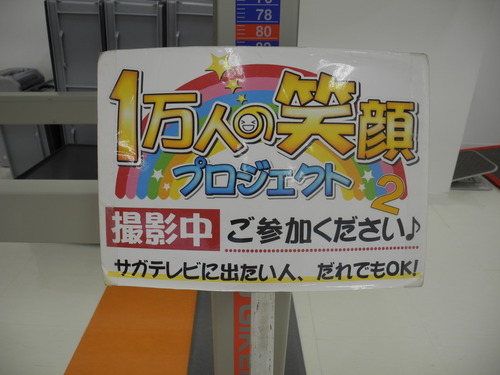 78
79
80
1万人の笑顔
プロジェクト2
撮影中 ご参加ください♪
サガテレビに出たい人、だれでもOK!